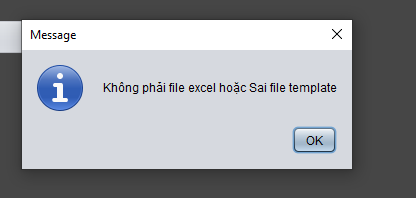 Message
Không phải file excel hoặc Sai file template
OK